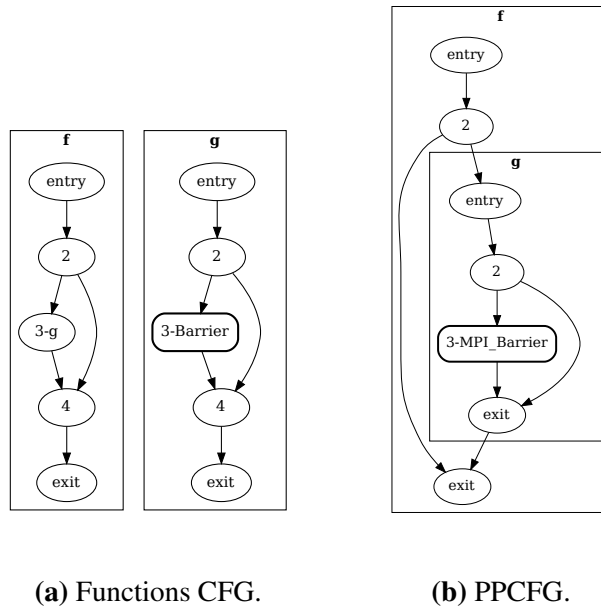 f
entry
2
3-g
4
exit
g
entry
2
3-Barrier
4
exit
(a) Functions CFG.
f
entry
2
g
entry
2
3-MPI_Barrier
exit
exit
(b) PPCFG.